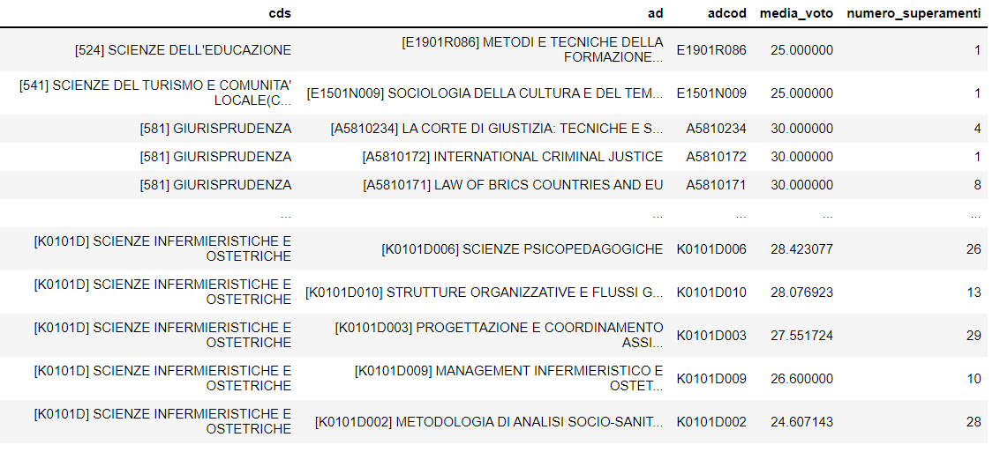 cds ad adcod media_voto numero_superamenti
[524] SCIENZE DELL'EDUCAZIONE [E1901R086] METODI E TECNICHE DELLA FORMAZIONE... E1901R086 25.000000 1
[541] SCIENZE DEL TURISMO E COMUNITA' LOCALE(C... [E1501N009] SOCIOLOGIA DELLA CULTURA E DEL TEM... E1501N009 25.000000 1
[581] GIURISPRUDENZA [A5810234] LA CORTE DI GIUSTIZIA: TECNICHE E S... A5810234 30.000000 4
[581] GIURISPRUDENZA [A5810172] INTERNATIONAL CRIMINAL JUSTICE A5810172 30.000000 1
[581] GIURISPRUDENZA [A5810171] LAW OF BRICS COUNTRIES AND EU A5810171 30.000000 8
... ... ... ... ...
[K0101D] SCIENZE INFERMIERISTICHE E OSTETRICHE [K0101D006] SCIENZE PSICOPEDAGOGICHE K0101D006 28.423077 26
[K0101D] SCIENZE INFERMIERISTICHE E OSTETRICHE [K0101D010] STRUTTURE ORGANIZZATIVE E FLUSSI G... K0101D010 28.076923 13
[K0101D] SCIENZE INFERMIERISTICHE E OSTETRICHE [K0101D003] PROGETTAZIONE E COORDINAMENTO ASSI... K0101D003 27.551724 29
[K0101D] SCIENZE INFERMIERISTICHE E OSTETRICHE [K0101D009] MANAGEMENT INFERMIERISTICO E OSTET... K0101D009 26.600000 10
[K0101D] SCIENZE INFERMIERISTICHE E OSTETRICHE [K0101D002] METODOLOGIA DI ANALISI SOCIO-SANIT... K0101D002 24.607143 28